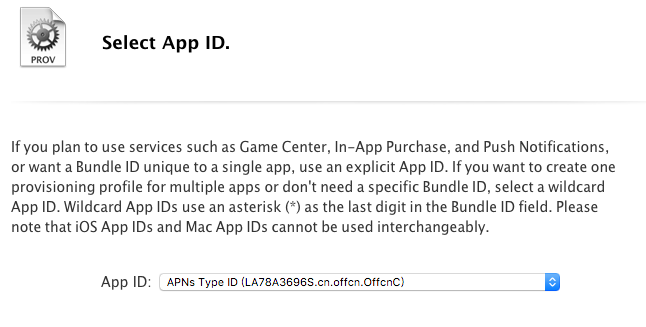 PROV
Select App ID.
If you plan to use services such as Game Center, In-App Purchase, and Push Notifications,
or want a Bundle ID unique to a single app, use an explicit App ID. If you want to create one
provisioning profile for multiple apps or don't need a specific Bundle ID, select a wildcard
App ID. Wildcard App IDs use an asterisk (*) as the last digit in the Bundle ID field. Please
note that iOS App IDs and Mac App IDs cannot be used interchangeably.
App ID: APNs Type ID (LA78A3696S.cn.offcn.OffcnC)